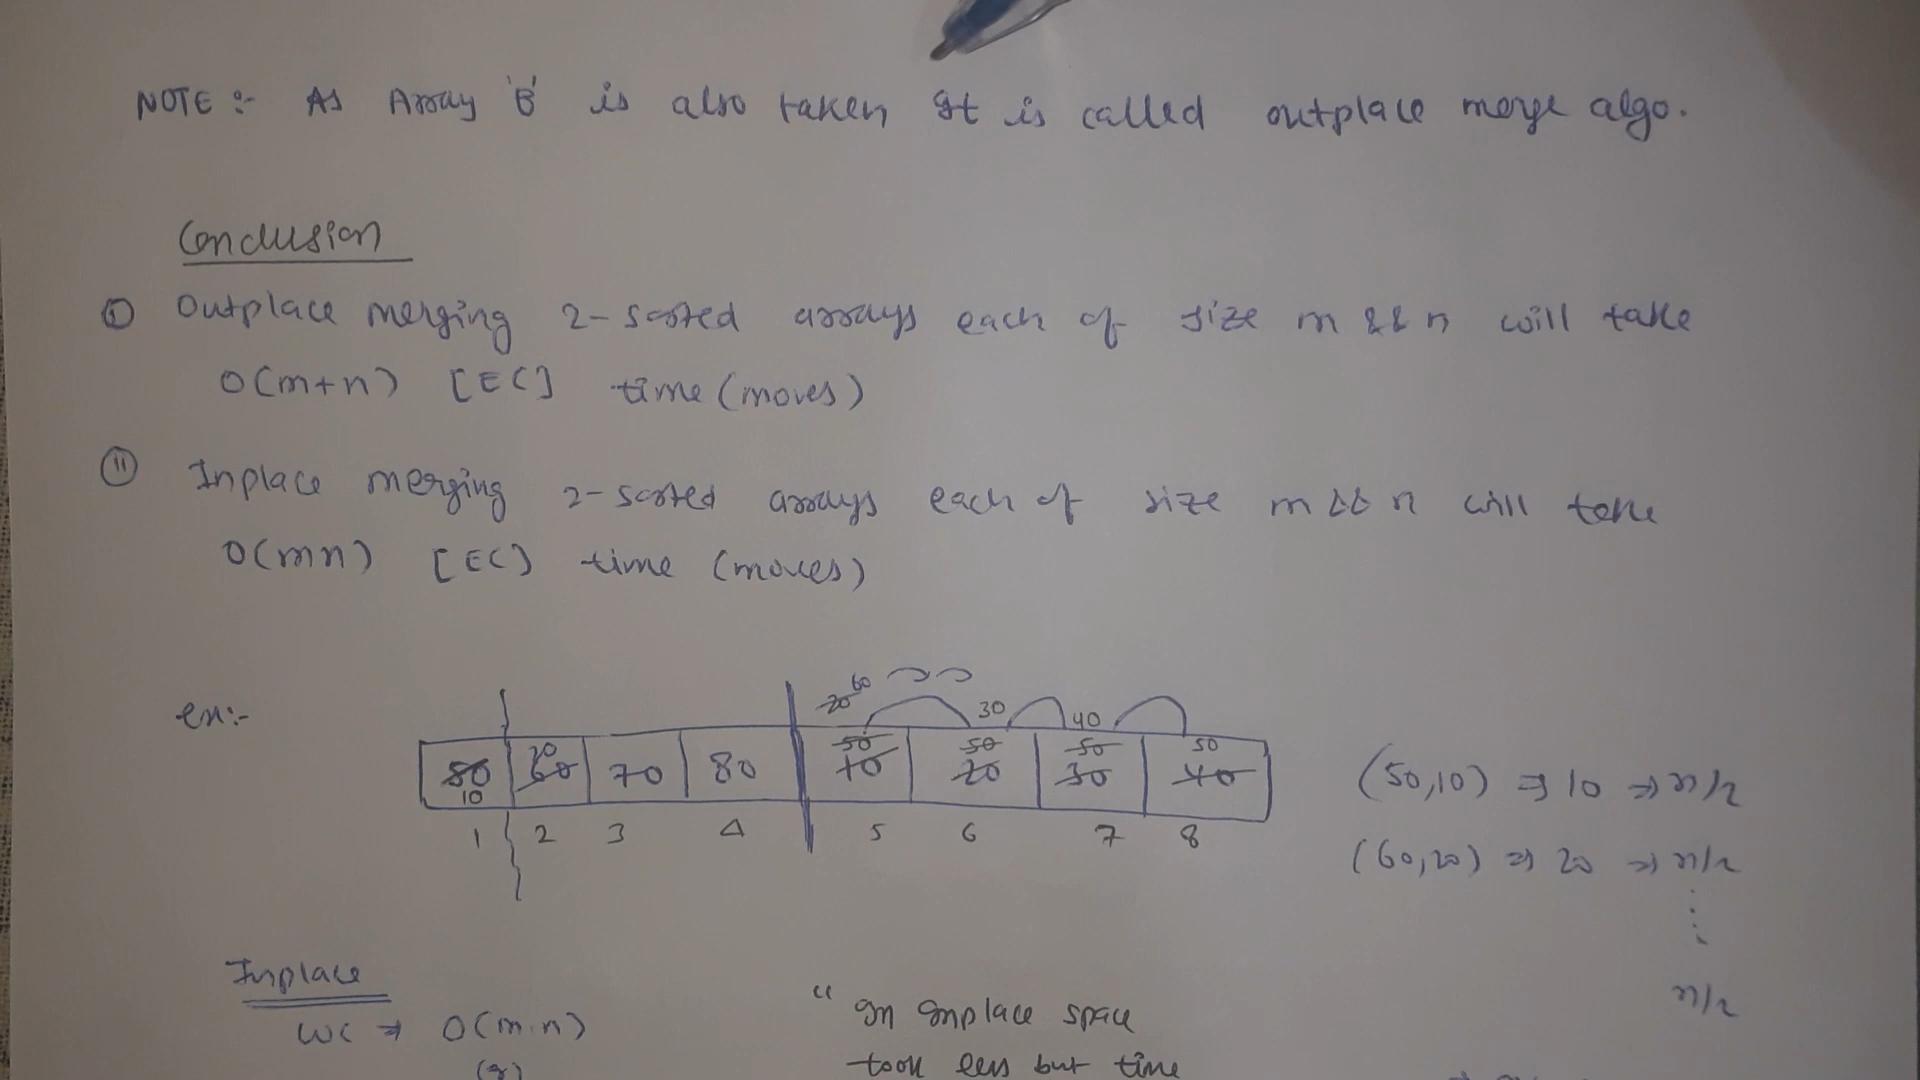 NOTE :- As Array 'B' is also taken It is called outplace merge algo.
Conclusion
(i) Outplace merging 2-sorted arrays each of size m && n will take
O(m+n) [EC] time (moves)
(ii) Inplace merging 2-sorted arrays each of size m && n will take
O(mn) [EC] time (moves)
ex:-
20 60 30 40
50 20 50 50 50 50
60 70 80 10 20 30 40
10
1 2 3 4 5 6 7 8
(50,10) ⇒ 10 ⇒ n/2
(60,20) ⇒ 20 ⇒ n/2
n/2
Inplace
WC → O(m.n)
"In Inplace space
took less but time